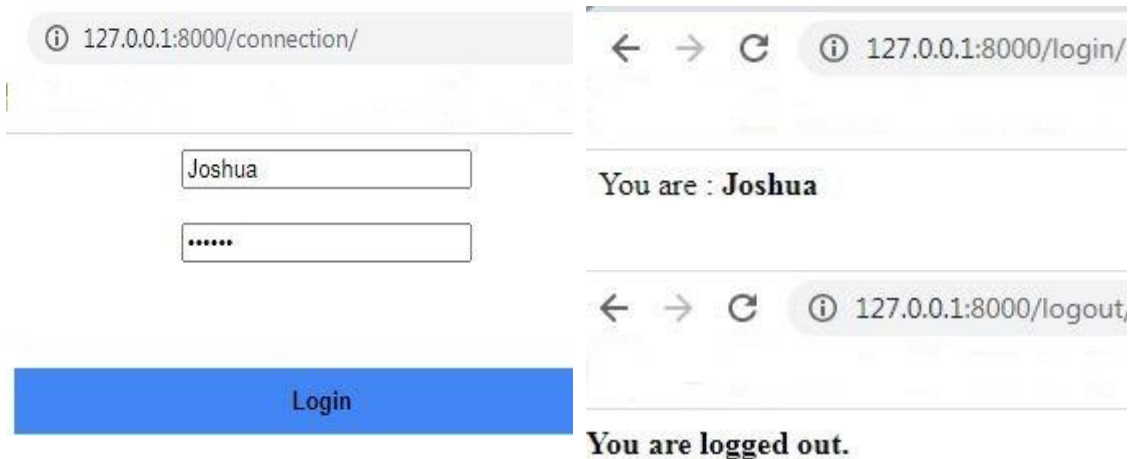 127.0.0.1:8000/connection/
Joshua
••••••
Login
127.0.0.1:8000/login/
You are : Joshua
127.0.0.1:8000/logout/
You are logged out.